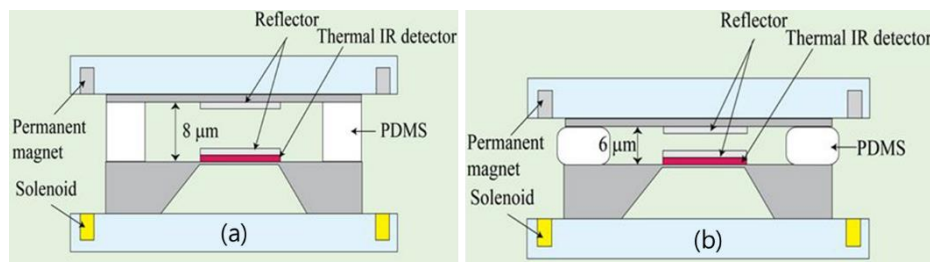 Reflector
Thermal IR detector
8 μm
Permanent
magnet
PDMS
Solenoid
(a)
Reflector
Thermal IR detector
6 μm
Permanent
magnet
PDMS
Solenoid
(b)